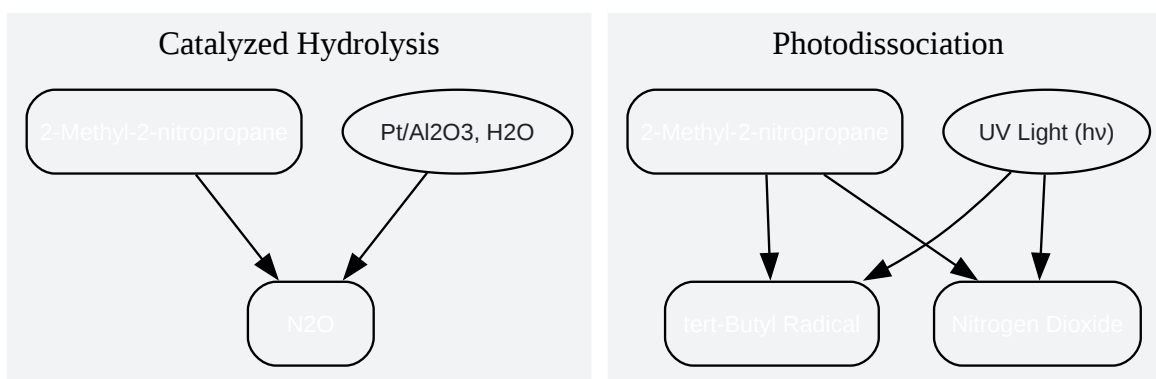 Catalyzed Hydrolysis
2-Methyl-2-nitropropane
Pt/Al2O3, H2O
N2O
Photodissociation
2-Methyl-2-nitropropane
UV Light (hν)
tert-Butyl Radical
Nitrogen Dioxide